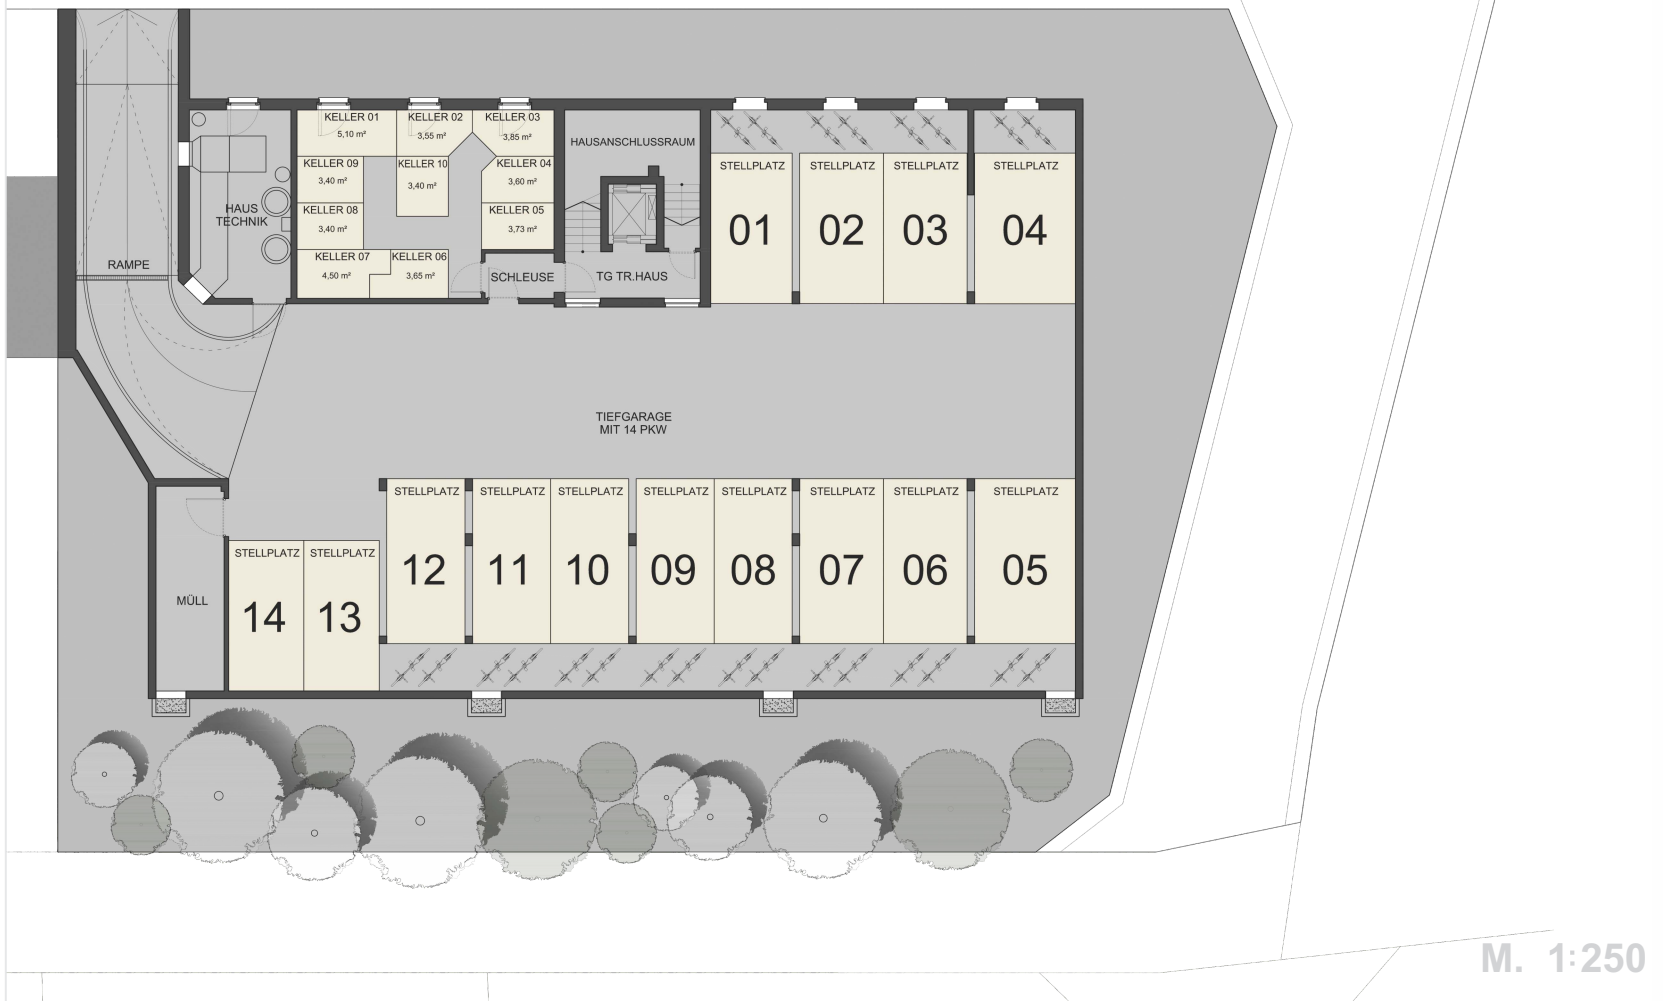 KELLER 01
5,10 m²
KELLER 02
3,55 m²
KELLER 03
3,85 m²
HAUSANSCHLUSSRAUM
KELLER 09
3,40 m²
KELLER 10
3,40 m²
KELLER 04
3,60 m²
HAUS
TECHNIK
KELLER 08
3,40 m²
KELLER 05
3,73 m²
RAMPE
KELLER 07
4,50 m²
KELLER 06
3,65 m²
SCHLEUSE
TG TR.HAUS
STELLPLATZ
01
STELLPLATZ
02
STELLPLATZ
03
STELLPLATZ
04
TIEFGARAGE
MIT 14 PKW
MÜLL
STELLPLATZ
14
STELLPLATZ
13
STELLPLATZ
12
STELLPLATZ
11
STELLPLATZ
10
STELLPLATZ
09
STELLPLATZ
08
STELLPLATZ
07
STELLPLATZ
06
STELLPLATZ
05
M. 1:250